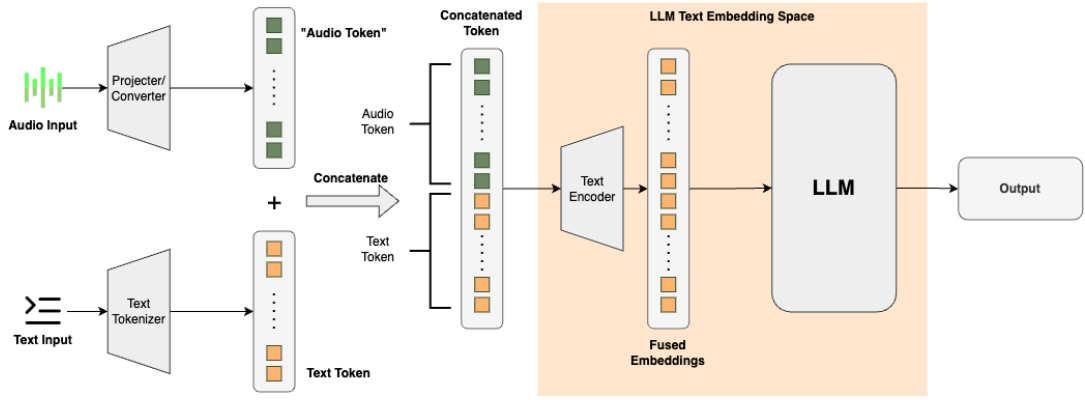 Audio Input
Projecter/
Converter
"Audio Token"
+
Text Input
Text
Tokenizer
Text Token
Concatenate
Concatenated
Token
Audio
Token
Text
Token
LLM Text Embedding Space
Text
Encoder
Fused
Embeddings
LLM
Output